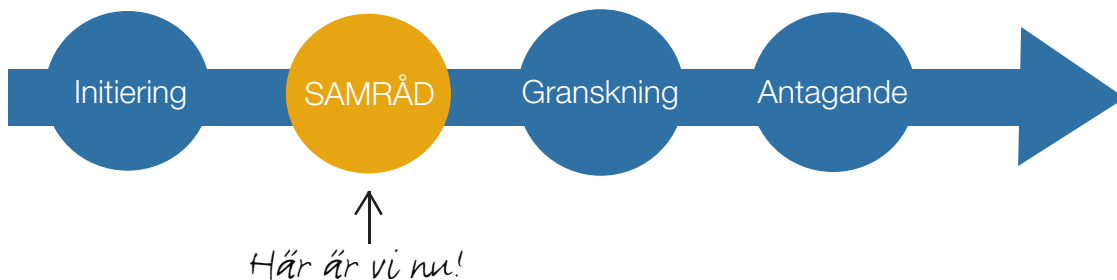 Initiering
SAMRÅD
Granskning
Antagande
Här är vi nu!